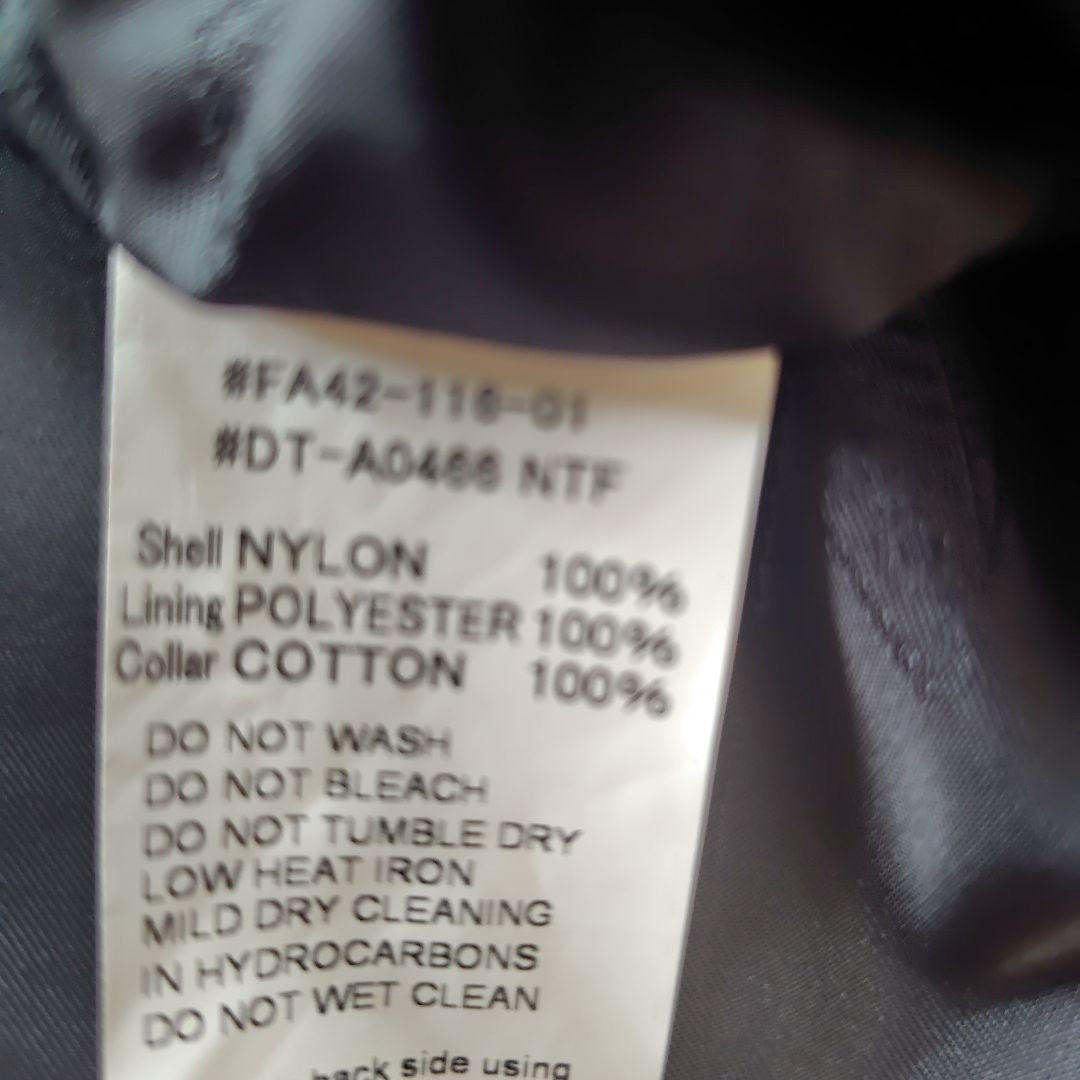 #FA42-116-01
#DT-A0466 NTF
Shell NYLON 100%
Lining POLYESTER 100%
Collar COTTON 100%
DO NOT WASH
DO NOT BLEACH
DO NOT TUMBLE DRY
LOW HEAT IRON
MILD DRY CLEANING
IN HYDROCARBONS
DO NOT WET CLEAN
back side using